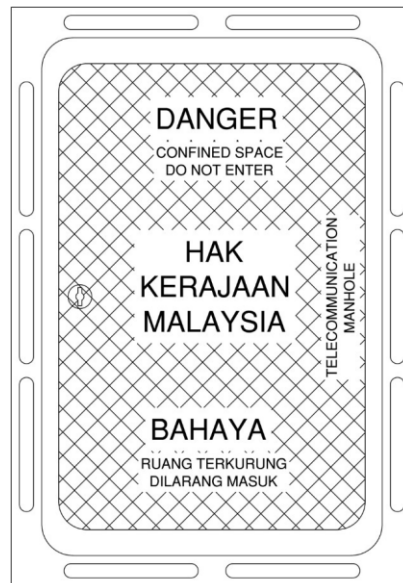 DANGER
CONFINED SPACE
DO NOT ENTER
HAK
KERAJAAN
MALAYSIA
TELECOMMUNICATION
MANHOLE
BAHAYA
RUANG TERKURUNG
DILARANG MASUK